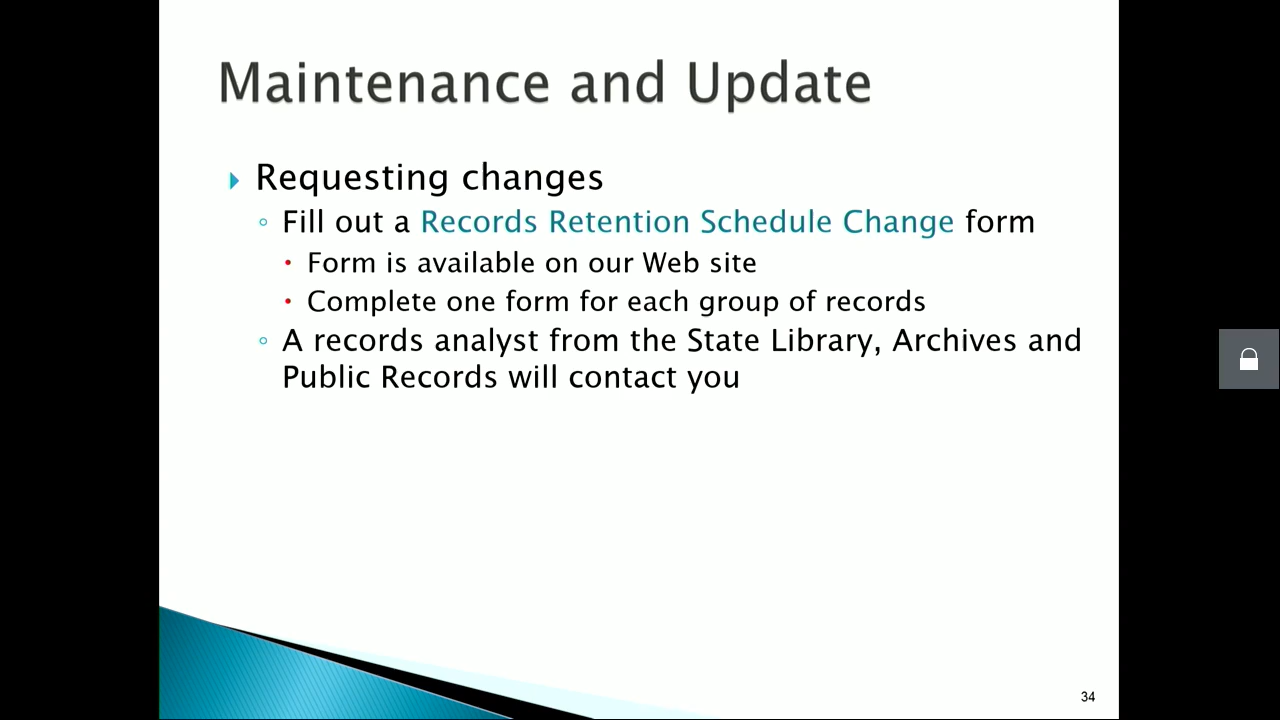 Maintenance and Update
Requesting changes
Fill out a Records Retention Schedule Change form
Form is available on our Web site
Complete one form for each group of records
A records analyst from the State Library, Archives and
Public Records will contact you
34